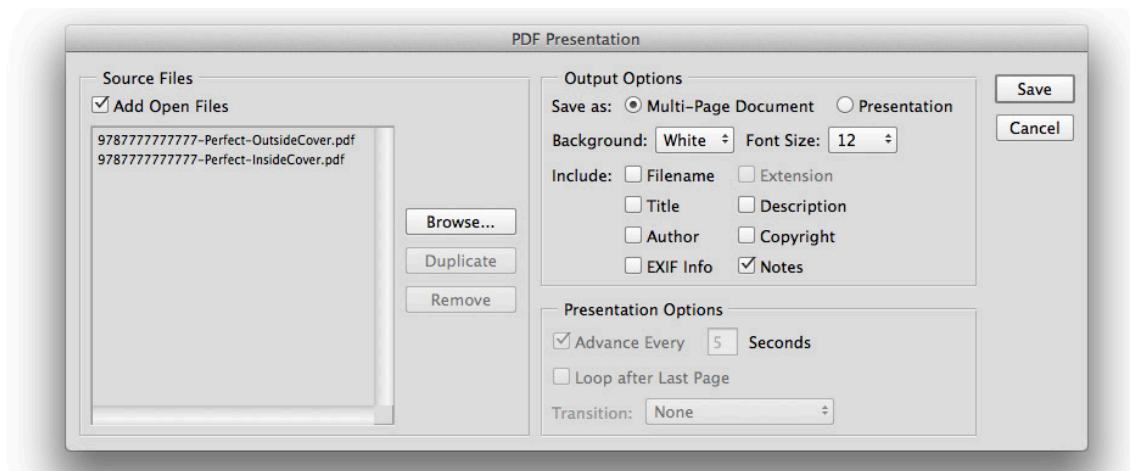 PDF Presentation
Source Files
Add Open Files
9787777777777-Perfect-OutsideCover.pdf
9787777777777-Perfect-InsideCover.pdf
Browse...
Duplicate
Remove
Output Options
Save as: Multi-Page Document Presentation
Background: White Font Size: 12
Include: Filename Extension
Title Description
Author Copyright
EXIF Info Notes
Presentation Options
Advance Every 5 Seconds
Loop after Last Page
Transition: None
Save
Cancel